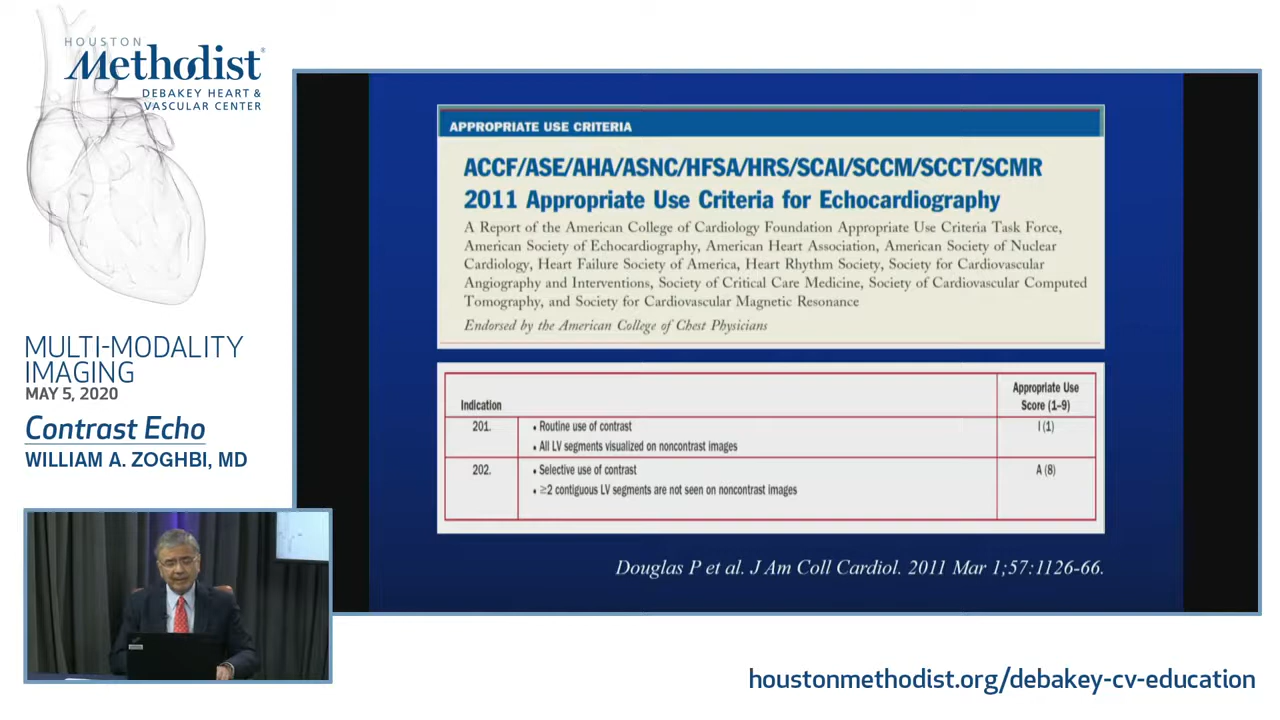 HOUSTON
Methodist®
DEBAKEY HEART &
VASCULAR CENTER
MULTI-MODALITY
IMAGING
MAY 5, 2020
Contrast Echo
WILLIAM A. ZOGHBI, MD
APPROPRIATE USE CRITERIA
ACCF/ASE/AHA/ASNC/HFSA/HRS/SCAI/SCCM/SCCT/SCMR
2011 Appropriate Use Criteria for Echocardiography
A Report of the American College of Cardiology Foundation Appropriate Use Criteria Task Force,
American Society of Echocardiography, American Heart Association, American Society of Nuclear
Cardiology, Heart Failure Society of America, Heart Rhythm Society, Society for Cardiovascular
Angiography and Interventions, Society of Critical Care Medicine, Society of Cardiovascular Computed
Tomography, and Society for Cardiovascular Magnetic Resonance
Endorsed by the American College of Chest Physicians
Indication
Appropriate Use
Score (1–9)
201.
• Routine use of contrast
• All LV segments visualized on noncontrast images
I (1)
202.
• Selective use of contrast
• ≥2 contiguous LV segments are not seen on noncontrast images
A (8)
Douglas P et al. J Am Coll Cardiol. 2011 Mar 1;57:1126-66.
houstonmethodist.org/debakey-cv-education